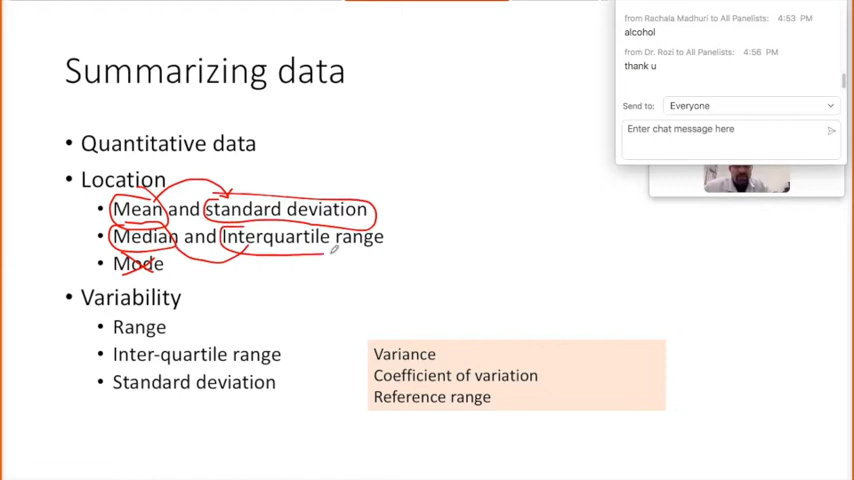 from Rachala Madhuri to All Panelists: 4:53 PM
alcohol
from Dr. Rozi to All Panelists: 4:56 PM
thank u
Send to: Everyone
Enter chat message here
Summarizing data
• Quantitative data
• Location
• Mean and standard deviation
• Median and Interquartile range
• Mode
• Variability
• Range
• Inter-quartile range
• Standard deviation
Variance
Coefficient of variation
Reference range